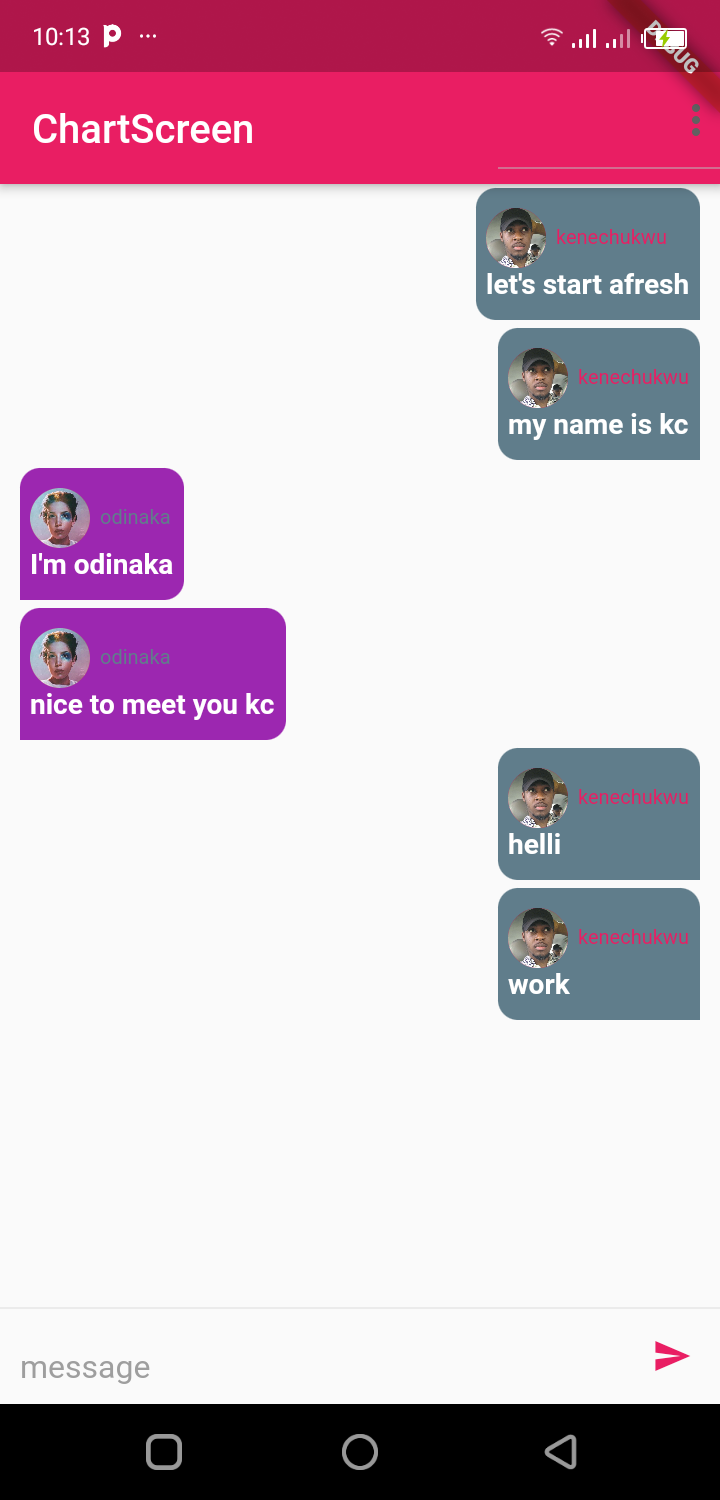 10:13
DEBUG
ChartScreen
kenechukwu
let's start afresh
kenechukwu
my name is kc
odinaka
I'm odinaka
odinaka
nice to meet you kc
kenechukwu
helli
kenechukwu
work
message